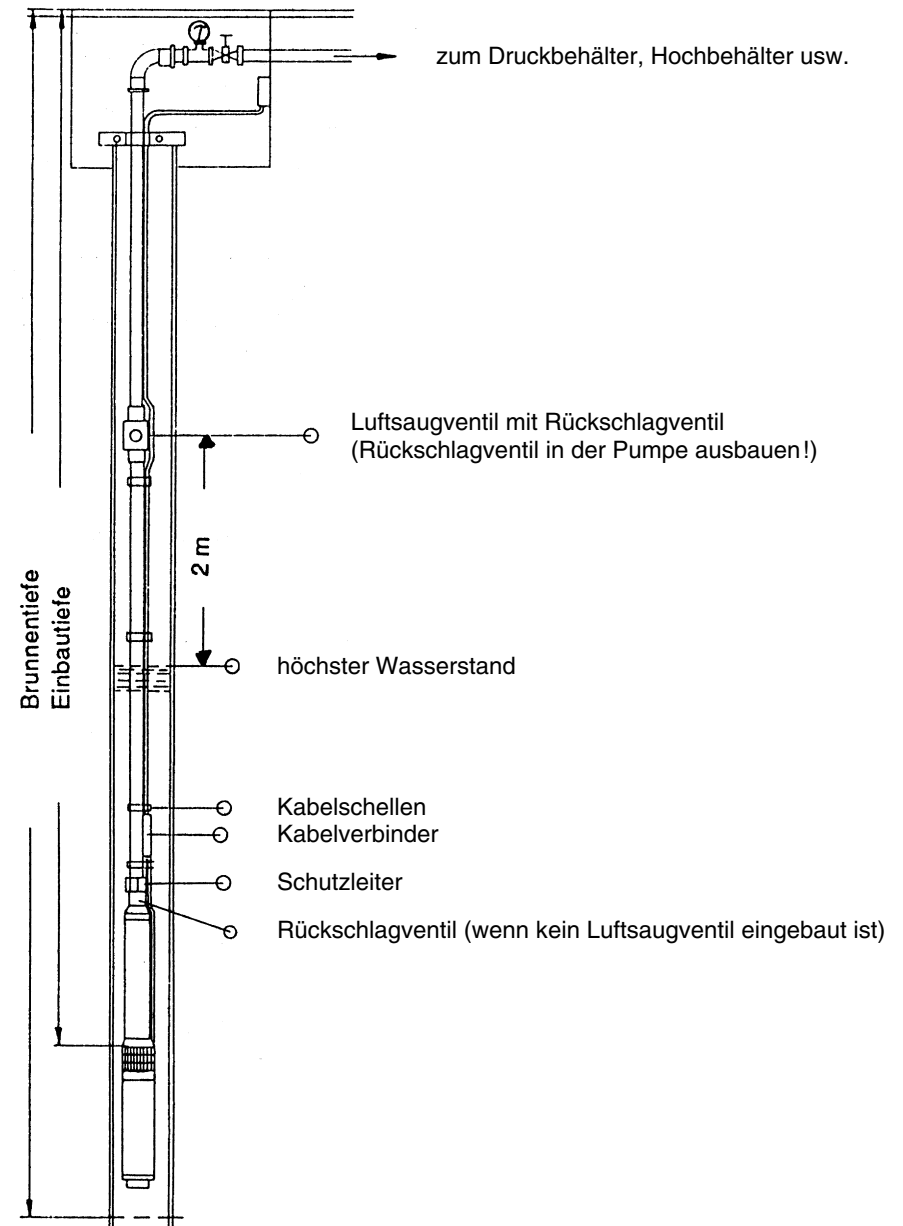 zum Druckbehälter, Hochbehälter usw.
Luftsaugventil mit Rückschlagventil
(Rückschlagventil in der Pumpe ausbauen!)
2 m
Brunnentiefe
Einbautiefe
höchster Wasserstand
Kabelschellen
Kabelverbinder
Schutzleiter
Rückschlagventil (wenn kein Luftsaugventil eingebaut ist)